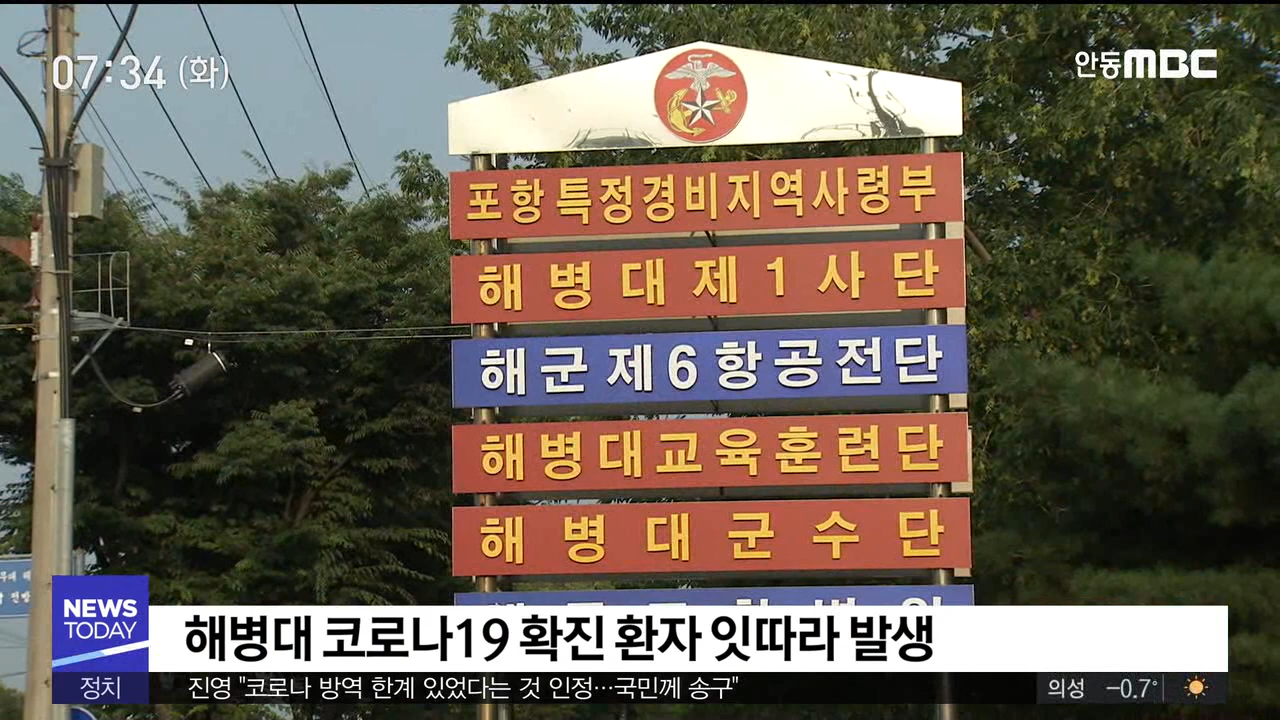 07:34 (화)
안동MBC
포항특정경비지역사령부
해병대제1사단
해군제6항공전단
해병대교육훈련단
해병대군수단
NEWS
TODAY
해병대 코로나19 확진 환자 잇따라 발생
정치
진영 "코로나 방역 한계 있었다는 것 인정…국민께 송구"
의성 -0.7°